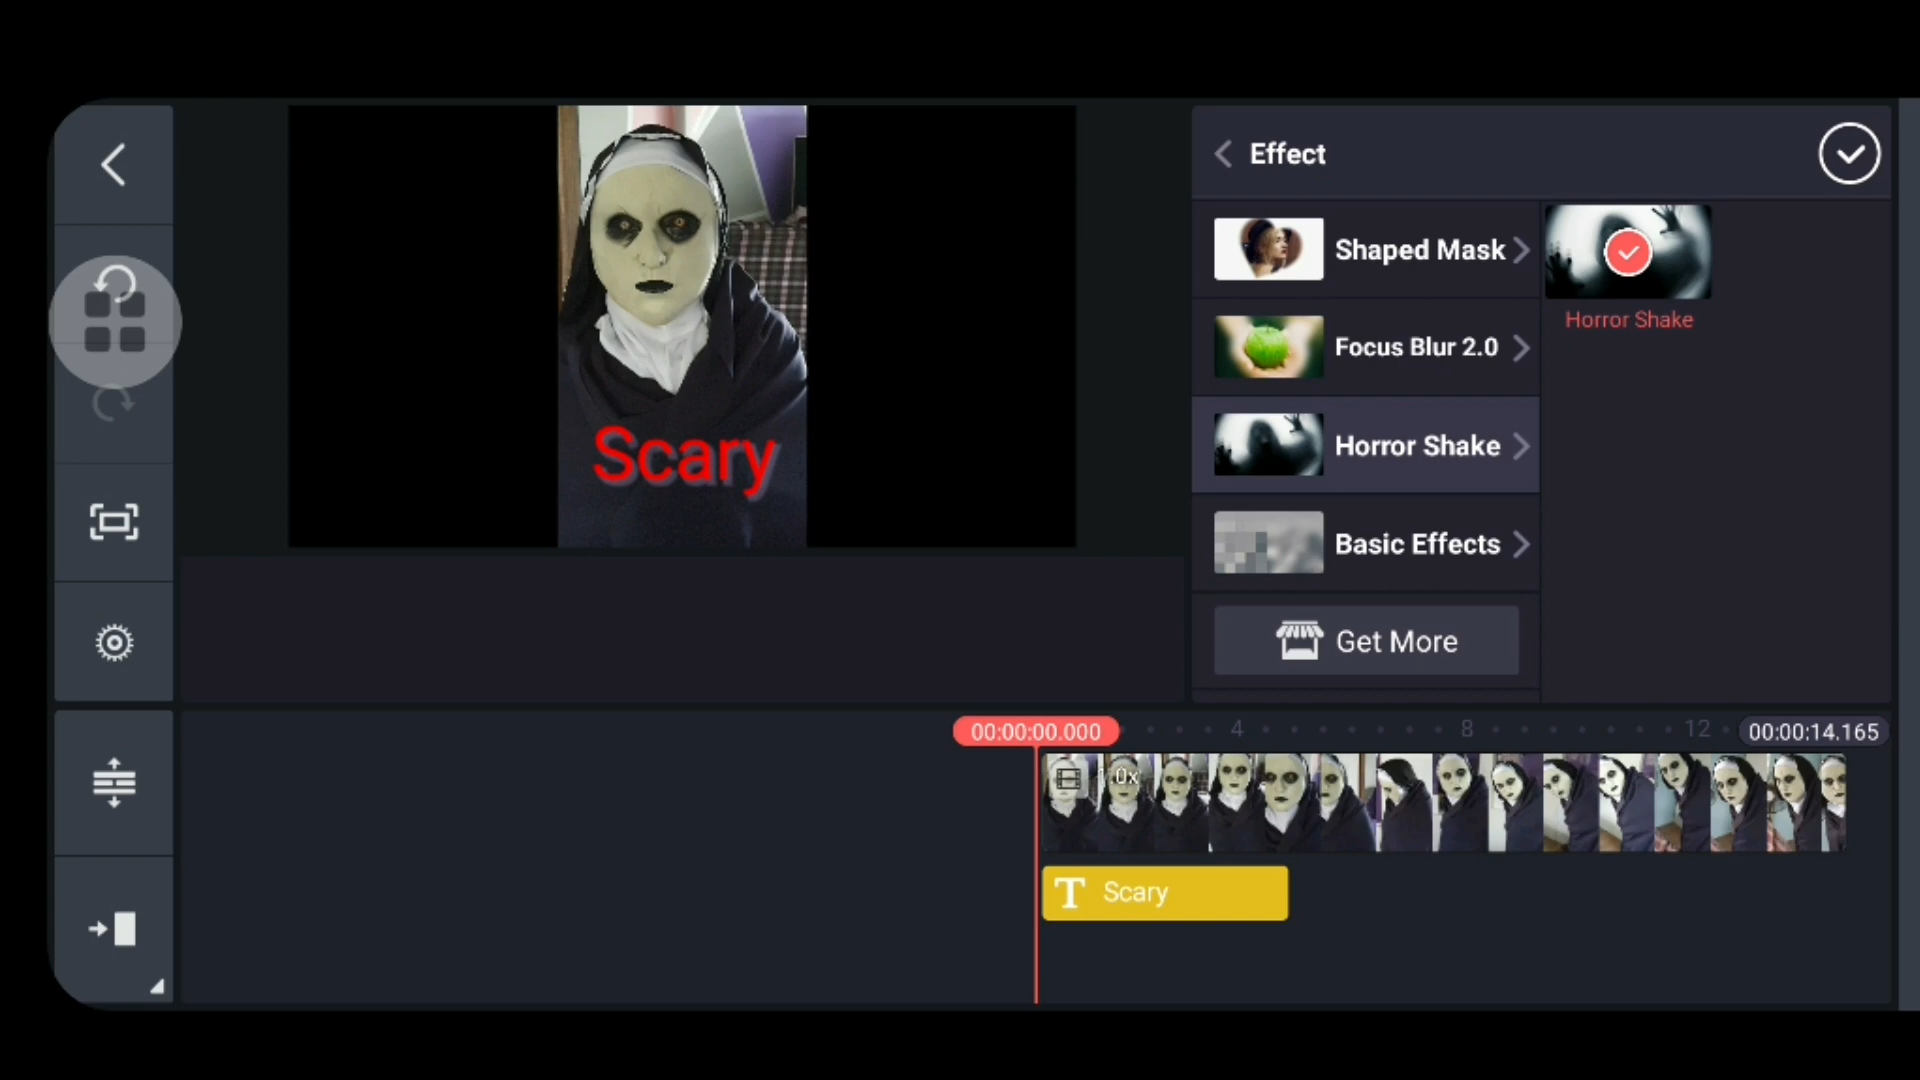 Effect
Shaped Mask
Horror Shake
Focus Blur 2.0
Horror Shake
Basic Effects
Get More
Scary
00:00:00.000
4
8
12
00:00:14.165
.0x
T Scary